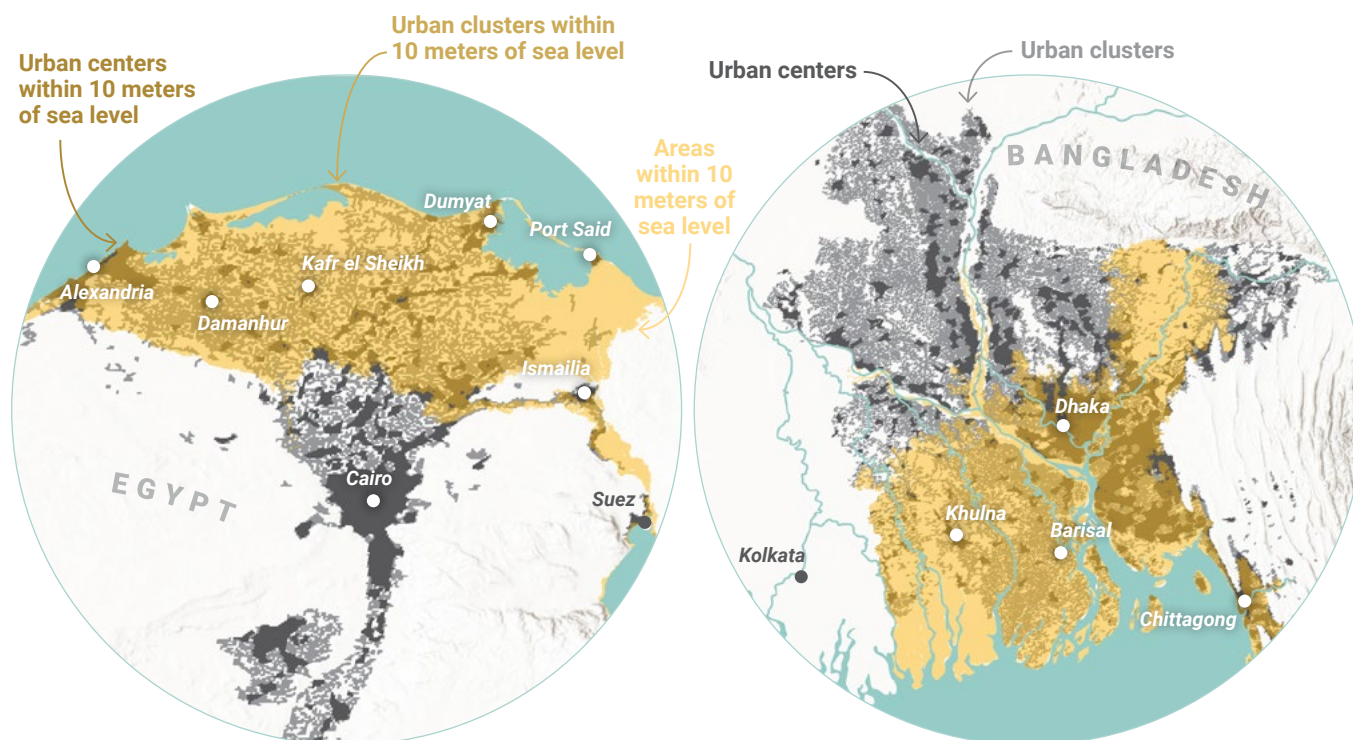 Urban clusters within
10 meters of sea level
Urban centers
within 10 meters
of sea level
Areas
within 10
meters of
sea level
Dumyat
Port Said
Kafr el Sheikh
Alexandria
Damanhur
Ismailia
Cairo
EGYPT
Suez
Urban clusters
Urban centers
BANGLADESH
Dhaka
Khulna
Barisal
Kolkata
Chittagong